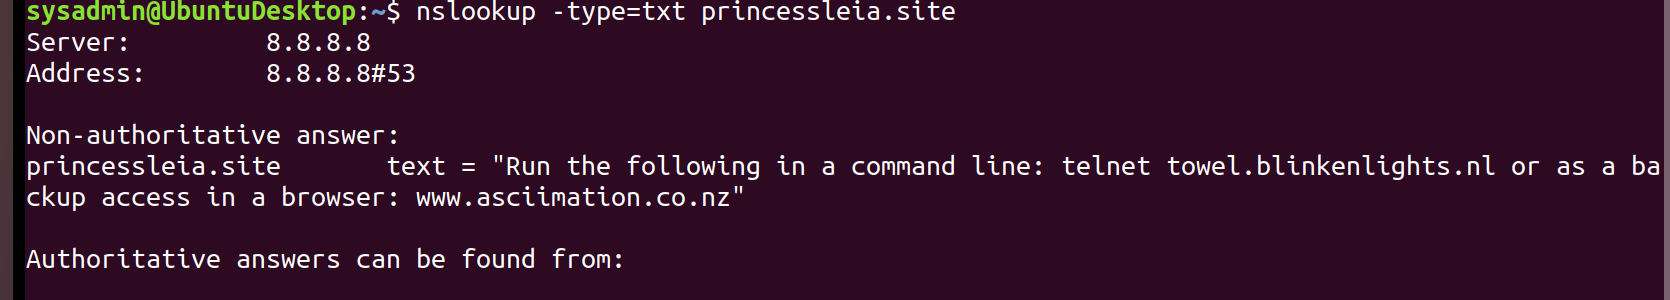 sysadmin@UbuntuDesktop:~$ nslookup -type=txt princessleia.site
Server:         8.8.8.8
Address:        8.8.8.8#53

Non-authoritative answer:
princessleia.site       text = "Run the following in a command line: telnet towel.blinkenlights.nl or as a ba
ckup access in a browser: www.asciimation.co.nz"

Authoritative answers can be found from: